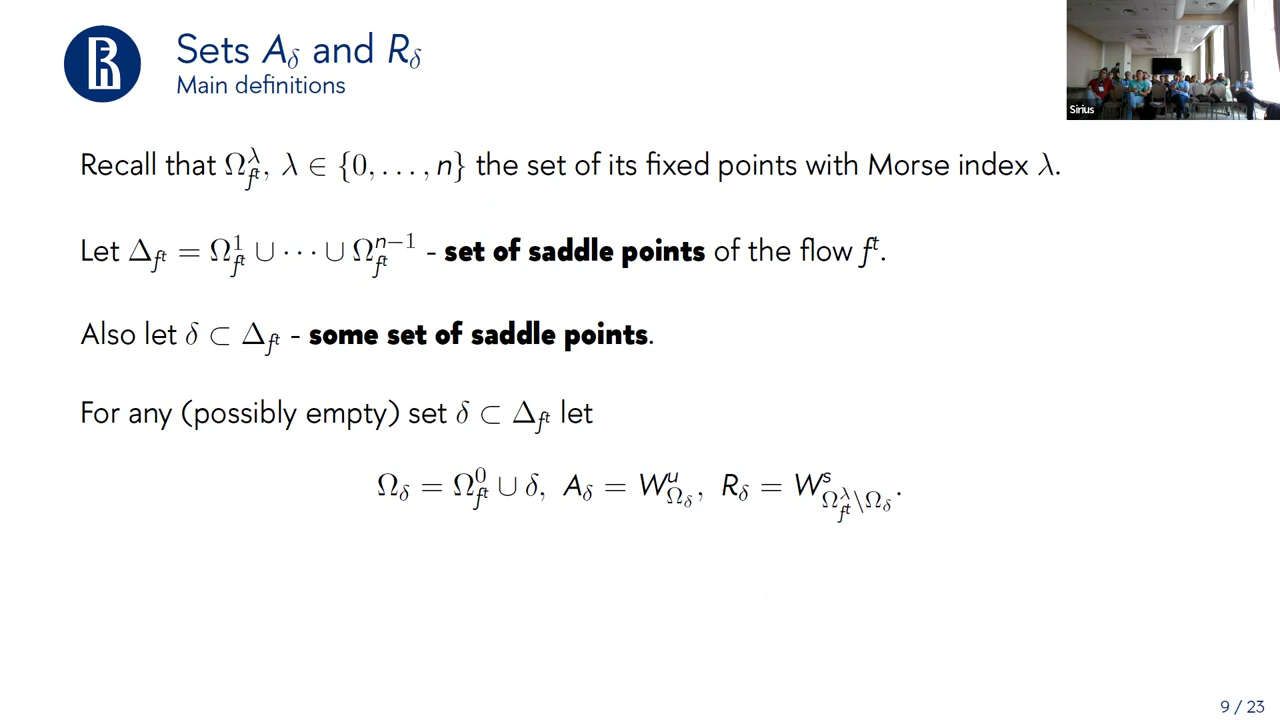 Sets A_δ and R_δ
Main definitions
Sirius
Recall that Ω^λ_{f^t}, λ ∈ {0, . . . , n} the set of its fixed points with Morse index λ.
Let Δ_{f^t} = Ω^1_{f^t} ∪ · · · ∪ Ω^{n−1}_{f^t} - set of saddle points of the flow f^t.
Also let δ ⊂ Δ_{f^t} - some set of saddle points.
For any (possibly empty) set δ ⊂ Δ_{f^t} let
Ω_δ = Ω^0_{f^t} ∪ δ, A_δ = W^u_{Ω_δ}, R_δ = W^s_{Ω^λ_{f^t}\Ω_δ}.
9 / 23